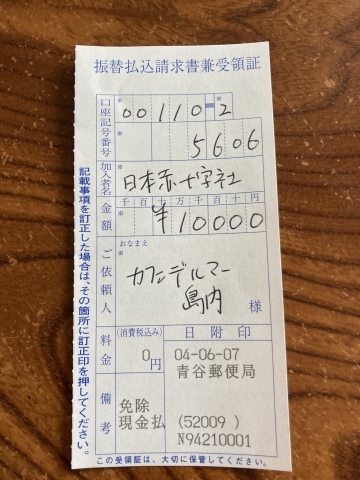 振替払込請求書兼受領証
口座記号番号
00110-2
5606
加入者名
日本赤十字社
金額
千百十万千百十円
¥10000
ご依頼人
おなまえ
カフェデルマー
島内
様
料金
(消費税込み)
0円
日附印
04-06-07
青谷郵便局
備考
免除
現金払
(52009 )
N94210001
記載事項を訂正した場合は、その箇所に訂正印を押してください。
この受領証は、大切に保管してください。